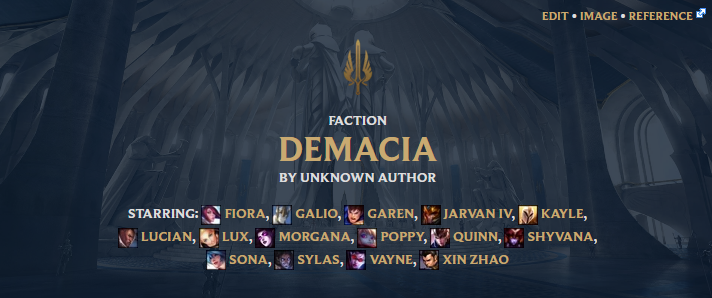 EDIT • IMAGE • REFERENCE
FACTION
DEMACIA
BY UNKNOWN AUTHOR
STARRING: FIORA, GALIO, GAREN, JARVAN IV, KAYLE,
LUCIAN, LUX, MORGANA, POPPY, QUINN, SHYVANA,
SONA, SYLAS, VAYNE, XIN ZHAO